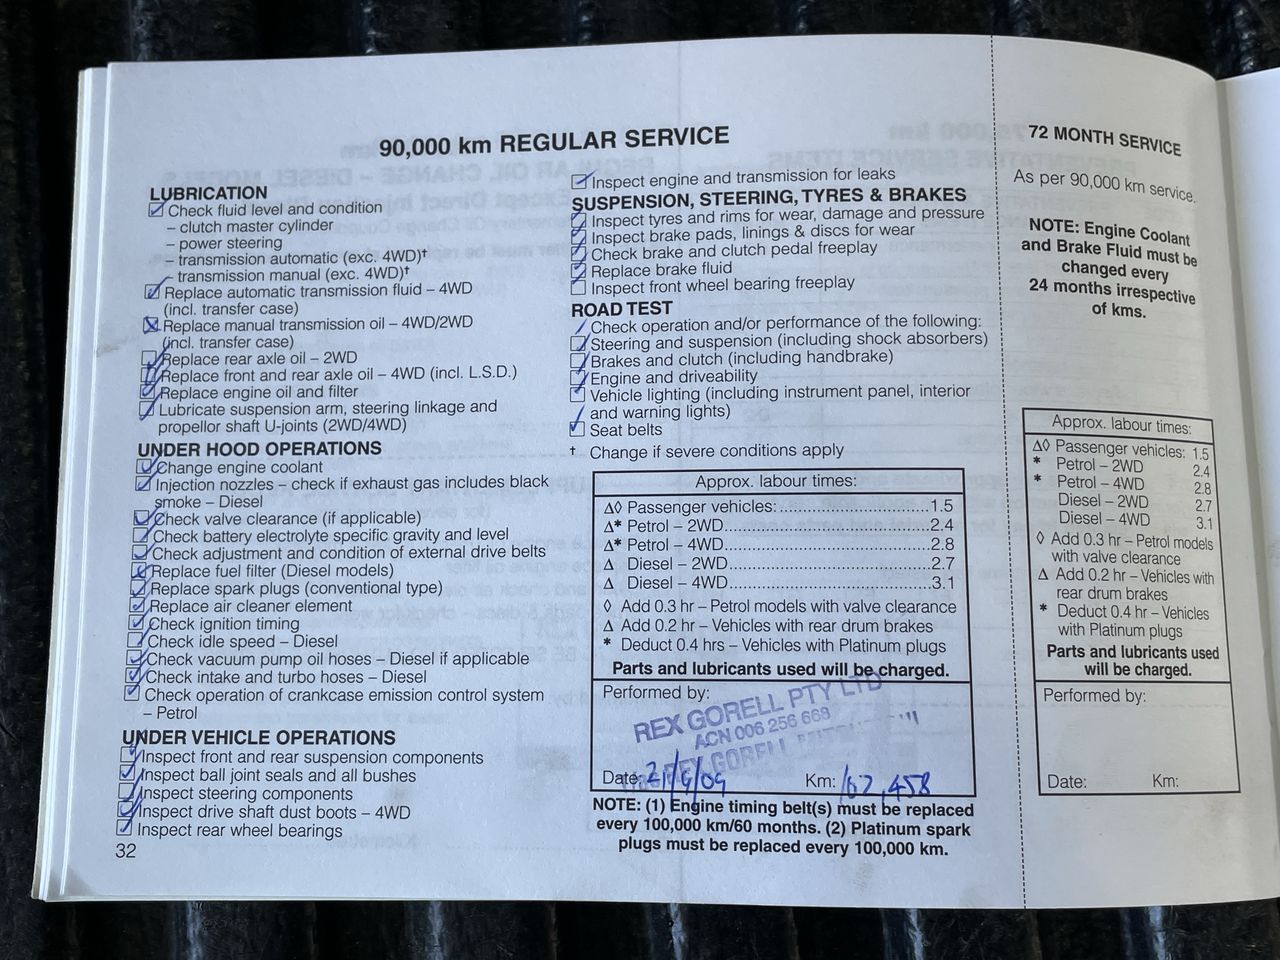 90,000 km REGULAR SERVICE
LUBRICATION
Check fluid level and condition
– clutch master cylinder
– power steering
– transmission automatic (exc. 4WD)†
– transmission manual (exc. 4WD)†
Replace automatic transmission fluid – 4WD
(incl. transfer case)
Replace manual transmission oil – 4WD/2WD
(incl. transfer case)
Replace rear axle oil – 2WD
Replace front and rear axle oil – 4WD (incl. L.S.D.)
Replace engine oil and filter
Lubricate suspension arm, steering linkage and
propellor shaft U-joints (2WD/4WD)
UNDER HOOD OPERATIONS
Change engine coolant
Injection nozzles – check if exhaust gas includes black
smoke – Diesel
Check valve clearance (if applicable)
Check battery electrolyte specific gravity and level
Check adjustment and condition of external drive belts
Replace fuel filter (Diesel models)
Replace spark plugs (conventional type)
Replace air cleaner element
Check ignition timing
Check idle speed – Diesel
Check vacuum pump oil hoses – Diesel if applicable
Check intake and turbo hoses – Diesel
Check operation of crankcase emission control system
– Petrol
UNDER VEHICLE OPERATIONS
Inspect front and rear suspension components
Inspect ball joint seals and all bushes
Inspect steering components
Inspect drive shaft dust boots – 4WD
Inspect rear wheel bearings
32
Inspect engine and transmission for leaks
SUSPENSION, STEERING, TYRES & BRAKES
Inspect tyres and rims for wear, damage and pressure
Inspect brake pads, linings & discs for wear
Check brake and clutch pedal freeplay
Replace brake fluid
Inspect front wheel bearing freeplay
ROAD TEST
Check operation and/or performance of the following:
Steering and suspension (including shock absorbers)
Brakes and clutch (including handbrake)
Engine and driveability
Vehicle lighting (including instrument panel, interior
and warning lights)
Seat belts
† Change if severe conditions apply
Approx. labour times:
Δ◊ Passenger vehicles:..............................1.5
Δ* Petrol – 2WD..........................................2.4
Δ* Petrol – 4WD..........................................2.8
Δ Diesel – 2WD..........................................2.7
Δ Diesel – 4WD..........................................3.1
◊ Add 0.3 hr – Petrol models with valve clearance
Δ Add 0.2 hr – Vehicles with rear drum brakes
* Deduct 0.4 hrs – Vehicles with Platinum plugs
Parts and lubricants used will be charged.
Performed by:
REX GORELL PTY LTD
ACN 006 256 668
REX GORELL
Date: 21/6/09 Km: 162,458
NOTE: (1) Engine timing belt(s) must be replaced
every 100,000 km/60 months. (2) Platinum spark
plugs must be replaced every 100,000 km.
72 MONTH SERVICE
As per 90,000 km service.
NOTE: Engine Coolant
and Brake Fluid must be
changed every
24 months irrespective
of kms.
Approx. labour times:
Δ◊ Passenger vehicles: 1.5
* Petrol – 2WD 2.4
* Petrol – 4WD 2.8
Diesel – 2WD 2.7
Diesel – 4WD 3.1
◊ Add 0.3 hr – Petrol models
with valve clearance
Δ Add 0.2 hr – Vehicles with
rear drum brakes
* Deduct 0.4 hr – Vehicles
with Platinum plugs
Parts and lubricants used
will be charged.
Performed by:
Date: Km: